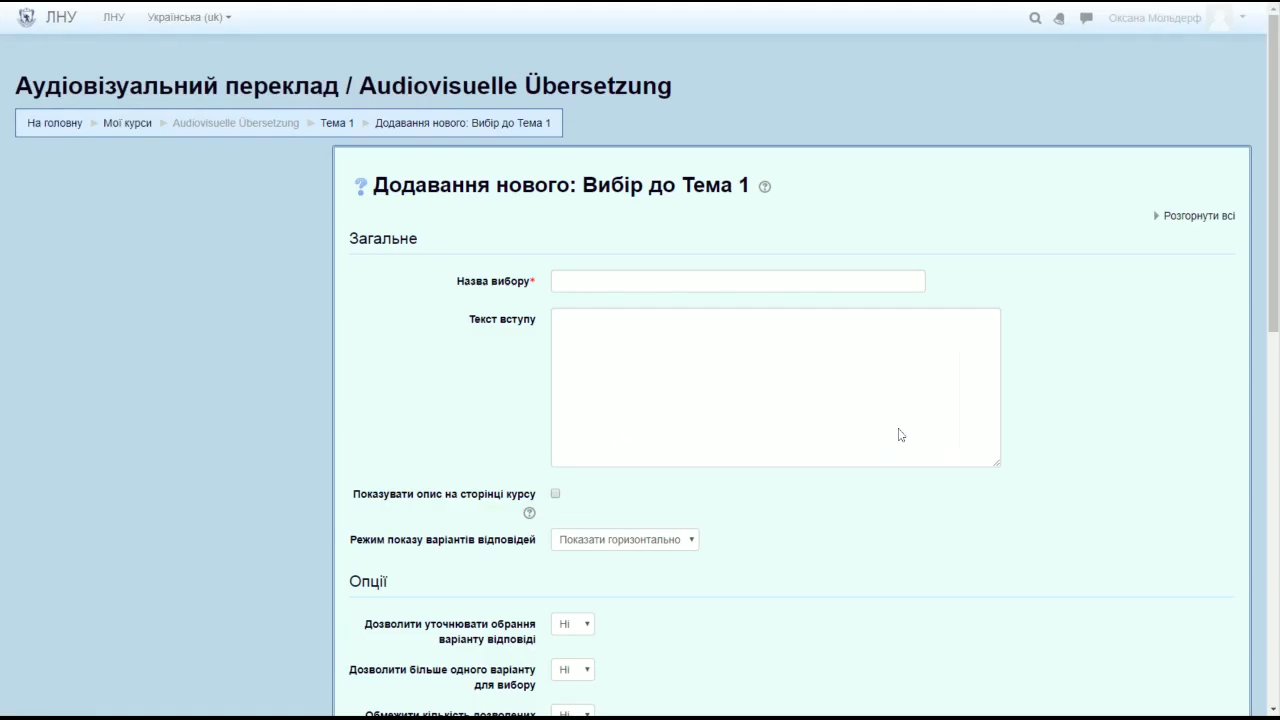 ЛНУ ЛНУ Українська (uk) Оксана Мольдерф
Аудіовізуальний переклад / Audiovisuelle Übersetzung
На головну Мої курси Audiovisuelle Übersetzung Тема 1 Додавання нового: Вибір до Тема 1
Додавання нового: Вибір до Тема 1
Розгорнути всі
Загальне
Назва вибору*
Текст вступу
Показувати опис на сторінці курсу
Режим показу варіантів відповідей Показати горизонтально
Опції
Дозволити уточнювати обрання Ні
варіанту відповіді
Дозволити більше одного варіанту Ні
для вибору
Обмежити кількість дозволених Ні